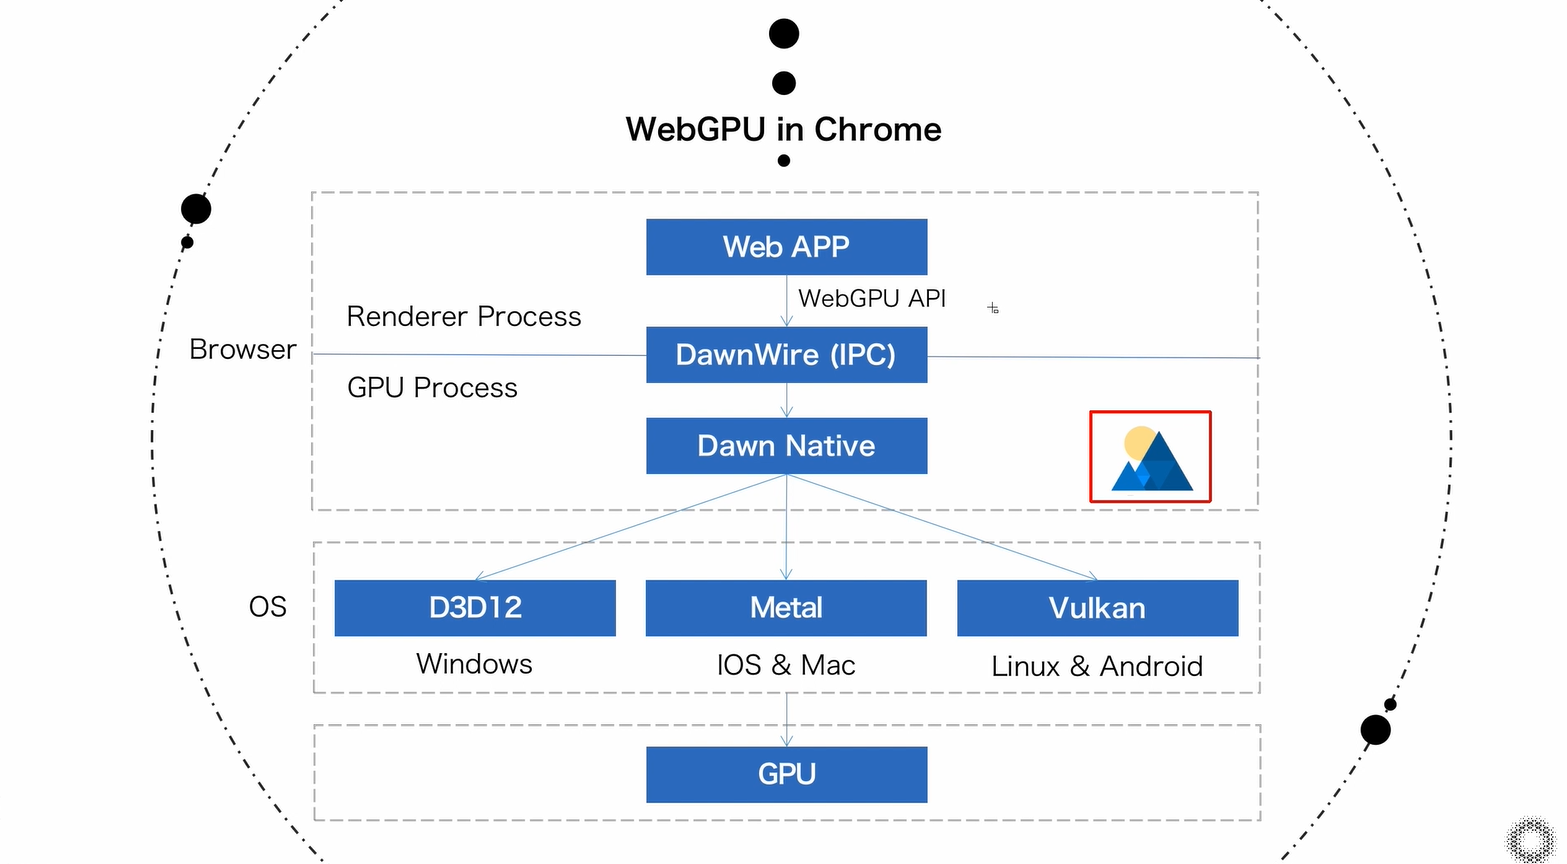 WebGPU in Chrome
Web APP
WebGPU API
Renderer Process
Browser
DawnWire (IPC)
GPU Process
Dawn Native
OS
D3D12
Metal
Vulkan
Windows
IOS & Mac
Linux & Android
GPU